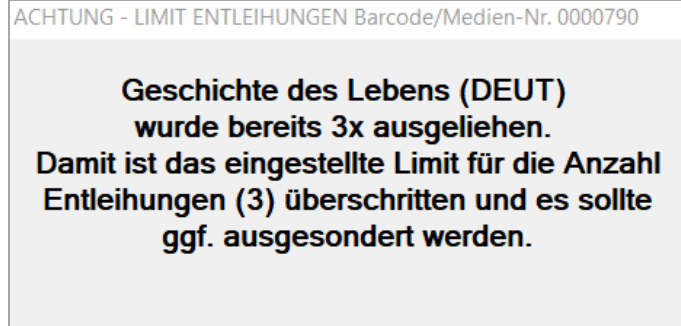 ACHTUNG - LIMIT ENTLEIHUNGEN Barcode/Medien-Nr. 0000790
Geschichte des Lebens (DEUT)
wurde bereits 3x ausgeliehen.
Damit ist das eingestellte Limit für die Anzahl
Entleihungen (3) überschritten und es sollte
ggf. ausgesondert werden.